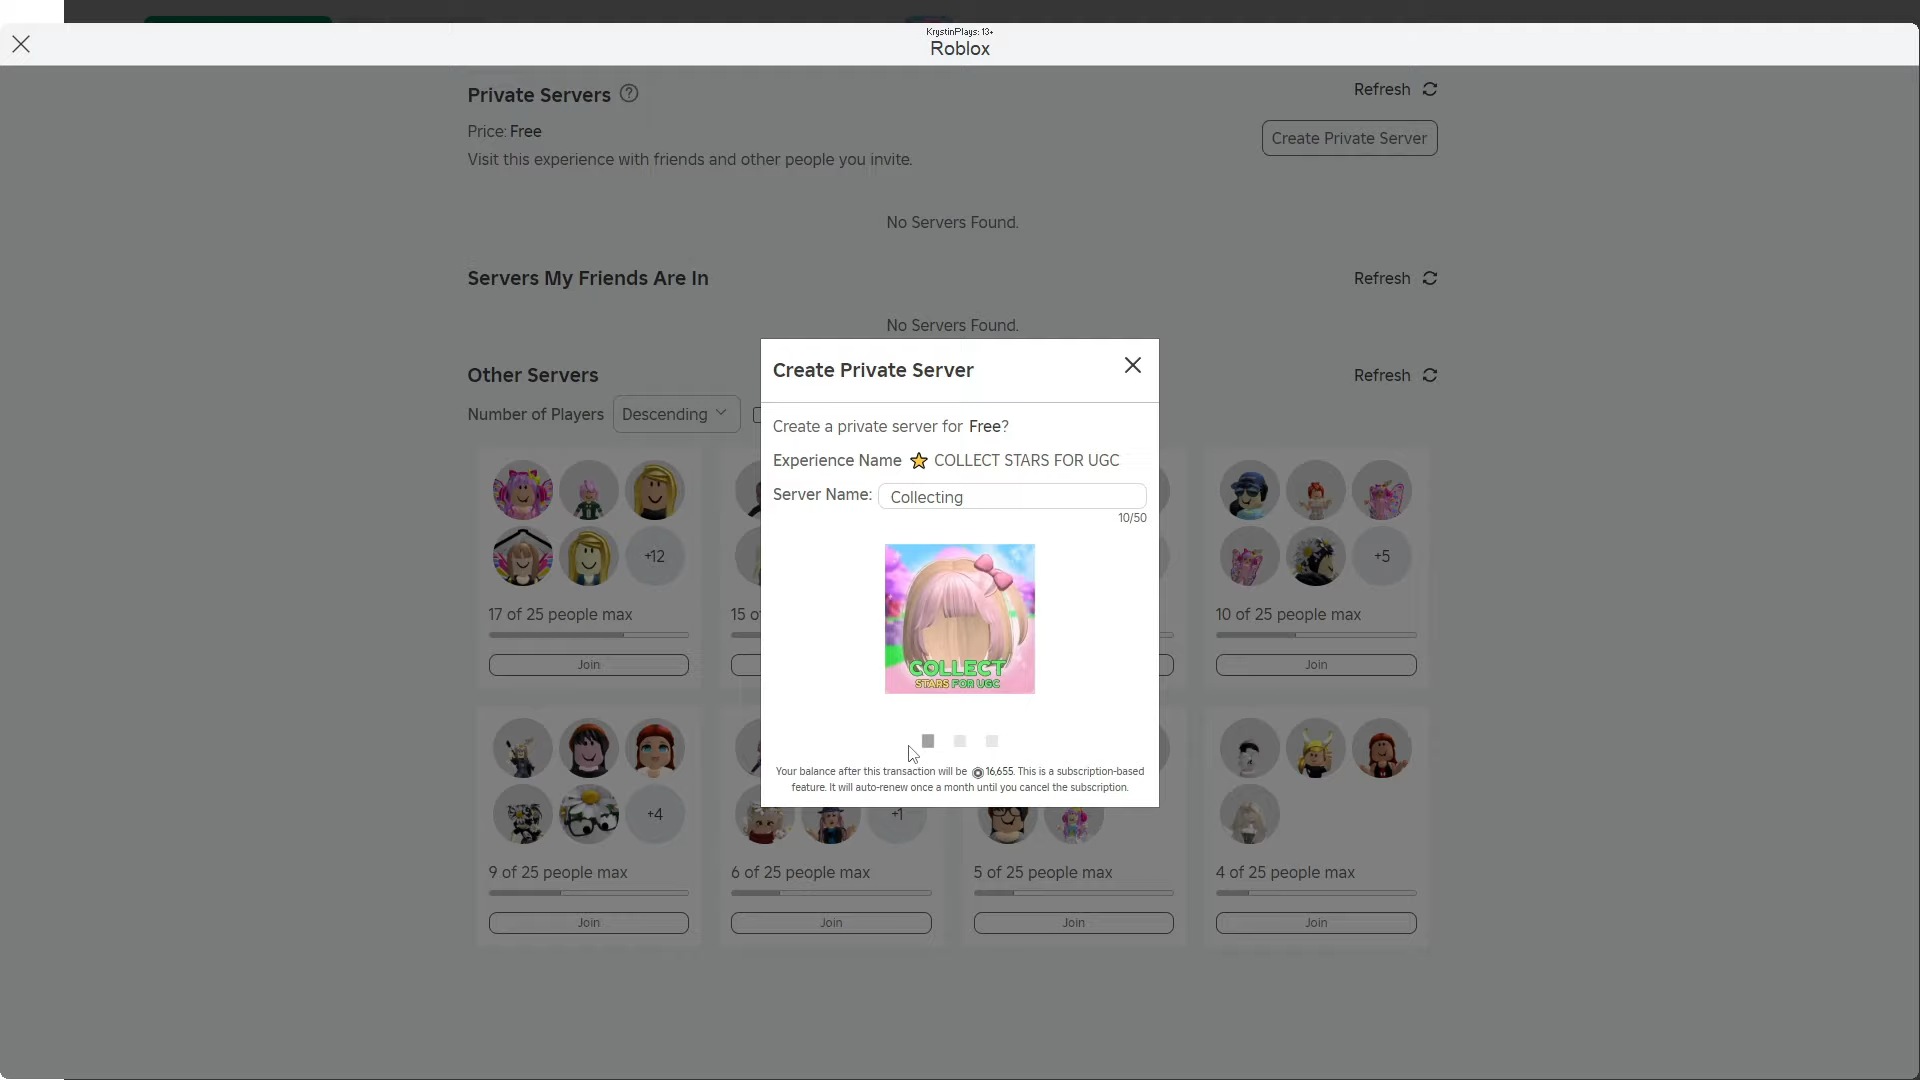 KrystinPlays: 13+
Roblox
Private Servers
Refresh
Price: Free
Create Private Server
Visit this experience with friends and other people you invite.
No Servers Found.
Servers My Friends Are In
Refresh
No Servers Found.
Other Servers
Refresh
Number of Players
Descending
Create Private Server
Create a private server for Free?
Experience Name ⭐ COLLECT STARS FOR UGC
Server Name: Collecting
10/50
COLLECT
STARS FOR UGC
Your balance after this transaction will be 16,655. This is a subscription-based
feature. It will auto-renew once a month until you cancel the subscription.
+12
+5
17 of 25 people max
15 o
10 of 25 people max
Join
Join
+4
+1
9 of 25 people max
6 of 25 people max
5 of 25 people max
4 of 25 people max
Join
Join
Join
Join